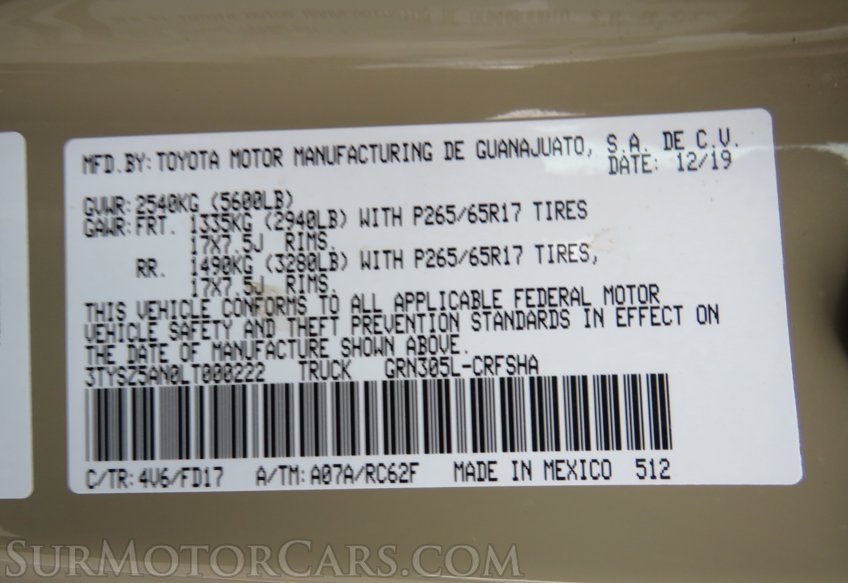 MFD.BY: TOYOTA MOTOR MANUFACTURING DE GUANAJUATO, S.A. DE C.V.
DATE: 12/19
GVWR: 2540KG (5600LB)
GAWR: FRT. 1335KG (2940LB) WITH P265/65R17 TIRES
17X7.5J RIMS.
RR. 1490KG (3280LB) WITH P265/65R17 TIRES,
17X7.5J RIMS.
THIS VEHICLE CONFORMS TO ALL APPLICABLE FEDERAL MOTOR
VEHICLE SAFETY AND THEFT PREVENTION STANDARDS IN EFFECT ON
THE DATE OF MANUFACTURE SHOWN ABOVE.
3TYSZ5AN0LT000222 TRUCK GRN305L-CRFSHA
C/TR: 4V6/FD17 A/TM: A07A/RC62F MADE IN MEXICO 512
SURMOTORCARS.COM